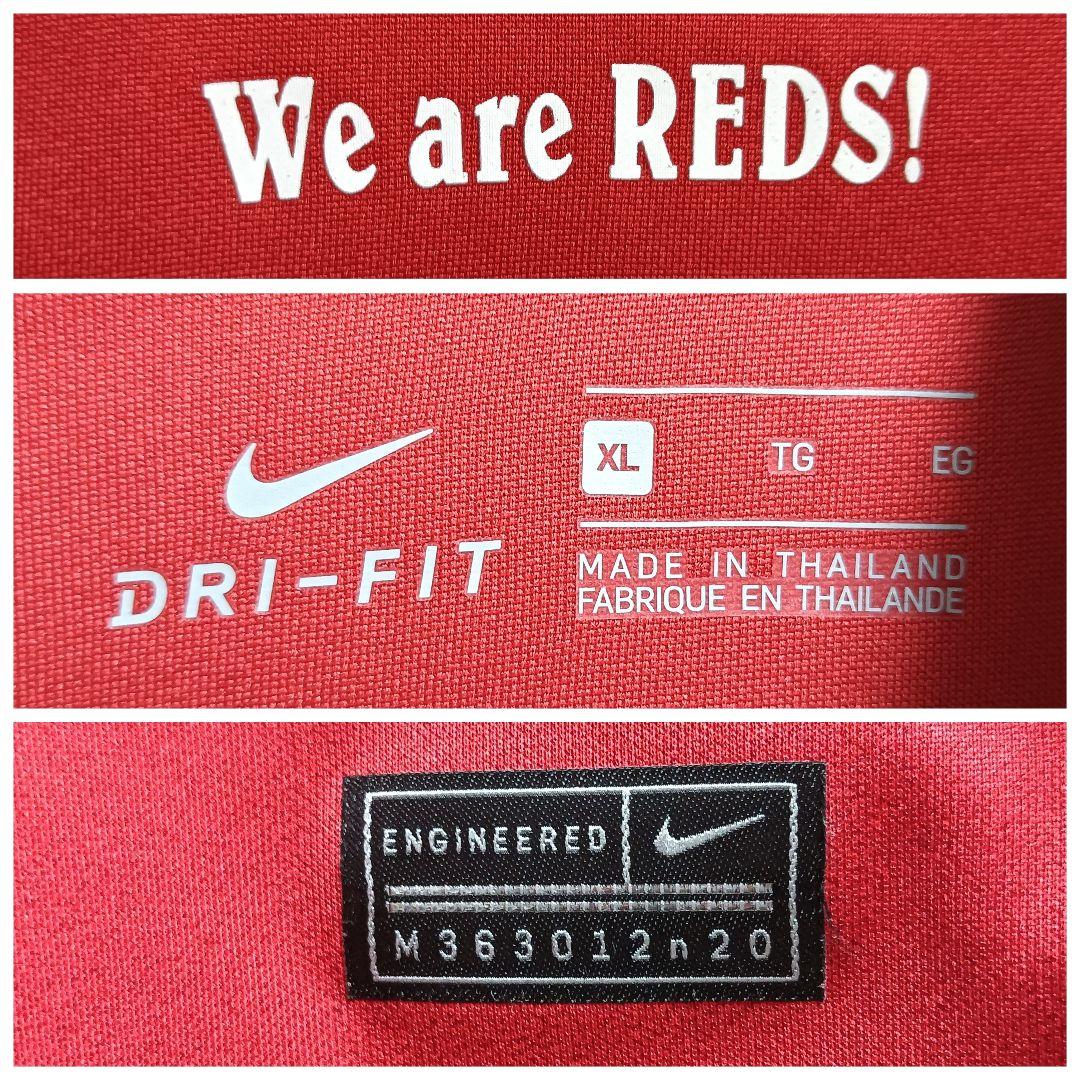 We are REDS!
XL TG EG
DRI-FIT
MADE IN THAILAND
FABRIQUE EN THAILANDE
ENGINEERED
M363012n20